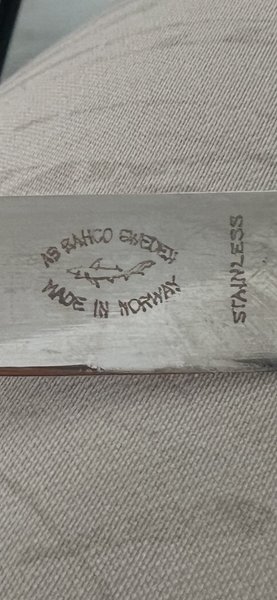 AB BAHCO SWEDEN
MADE IN NORWAY
STAINLESS